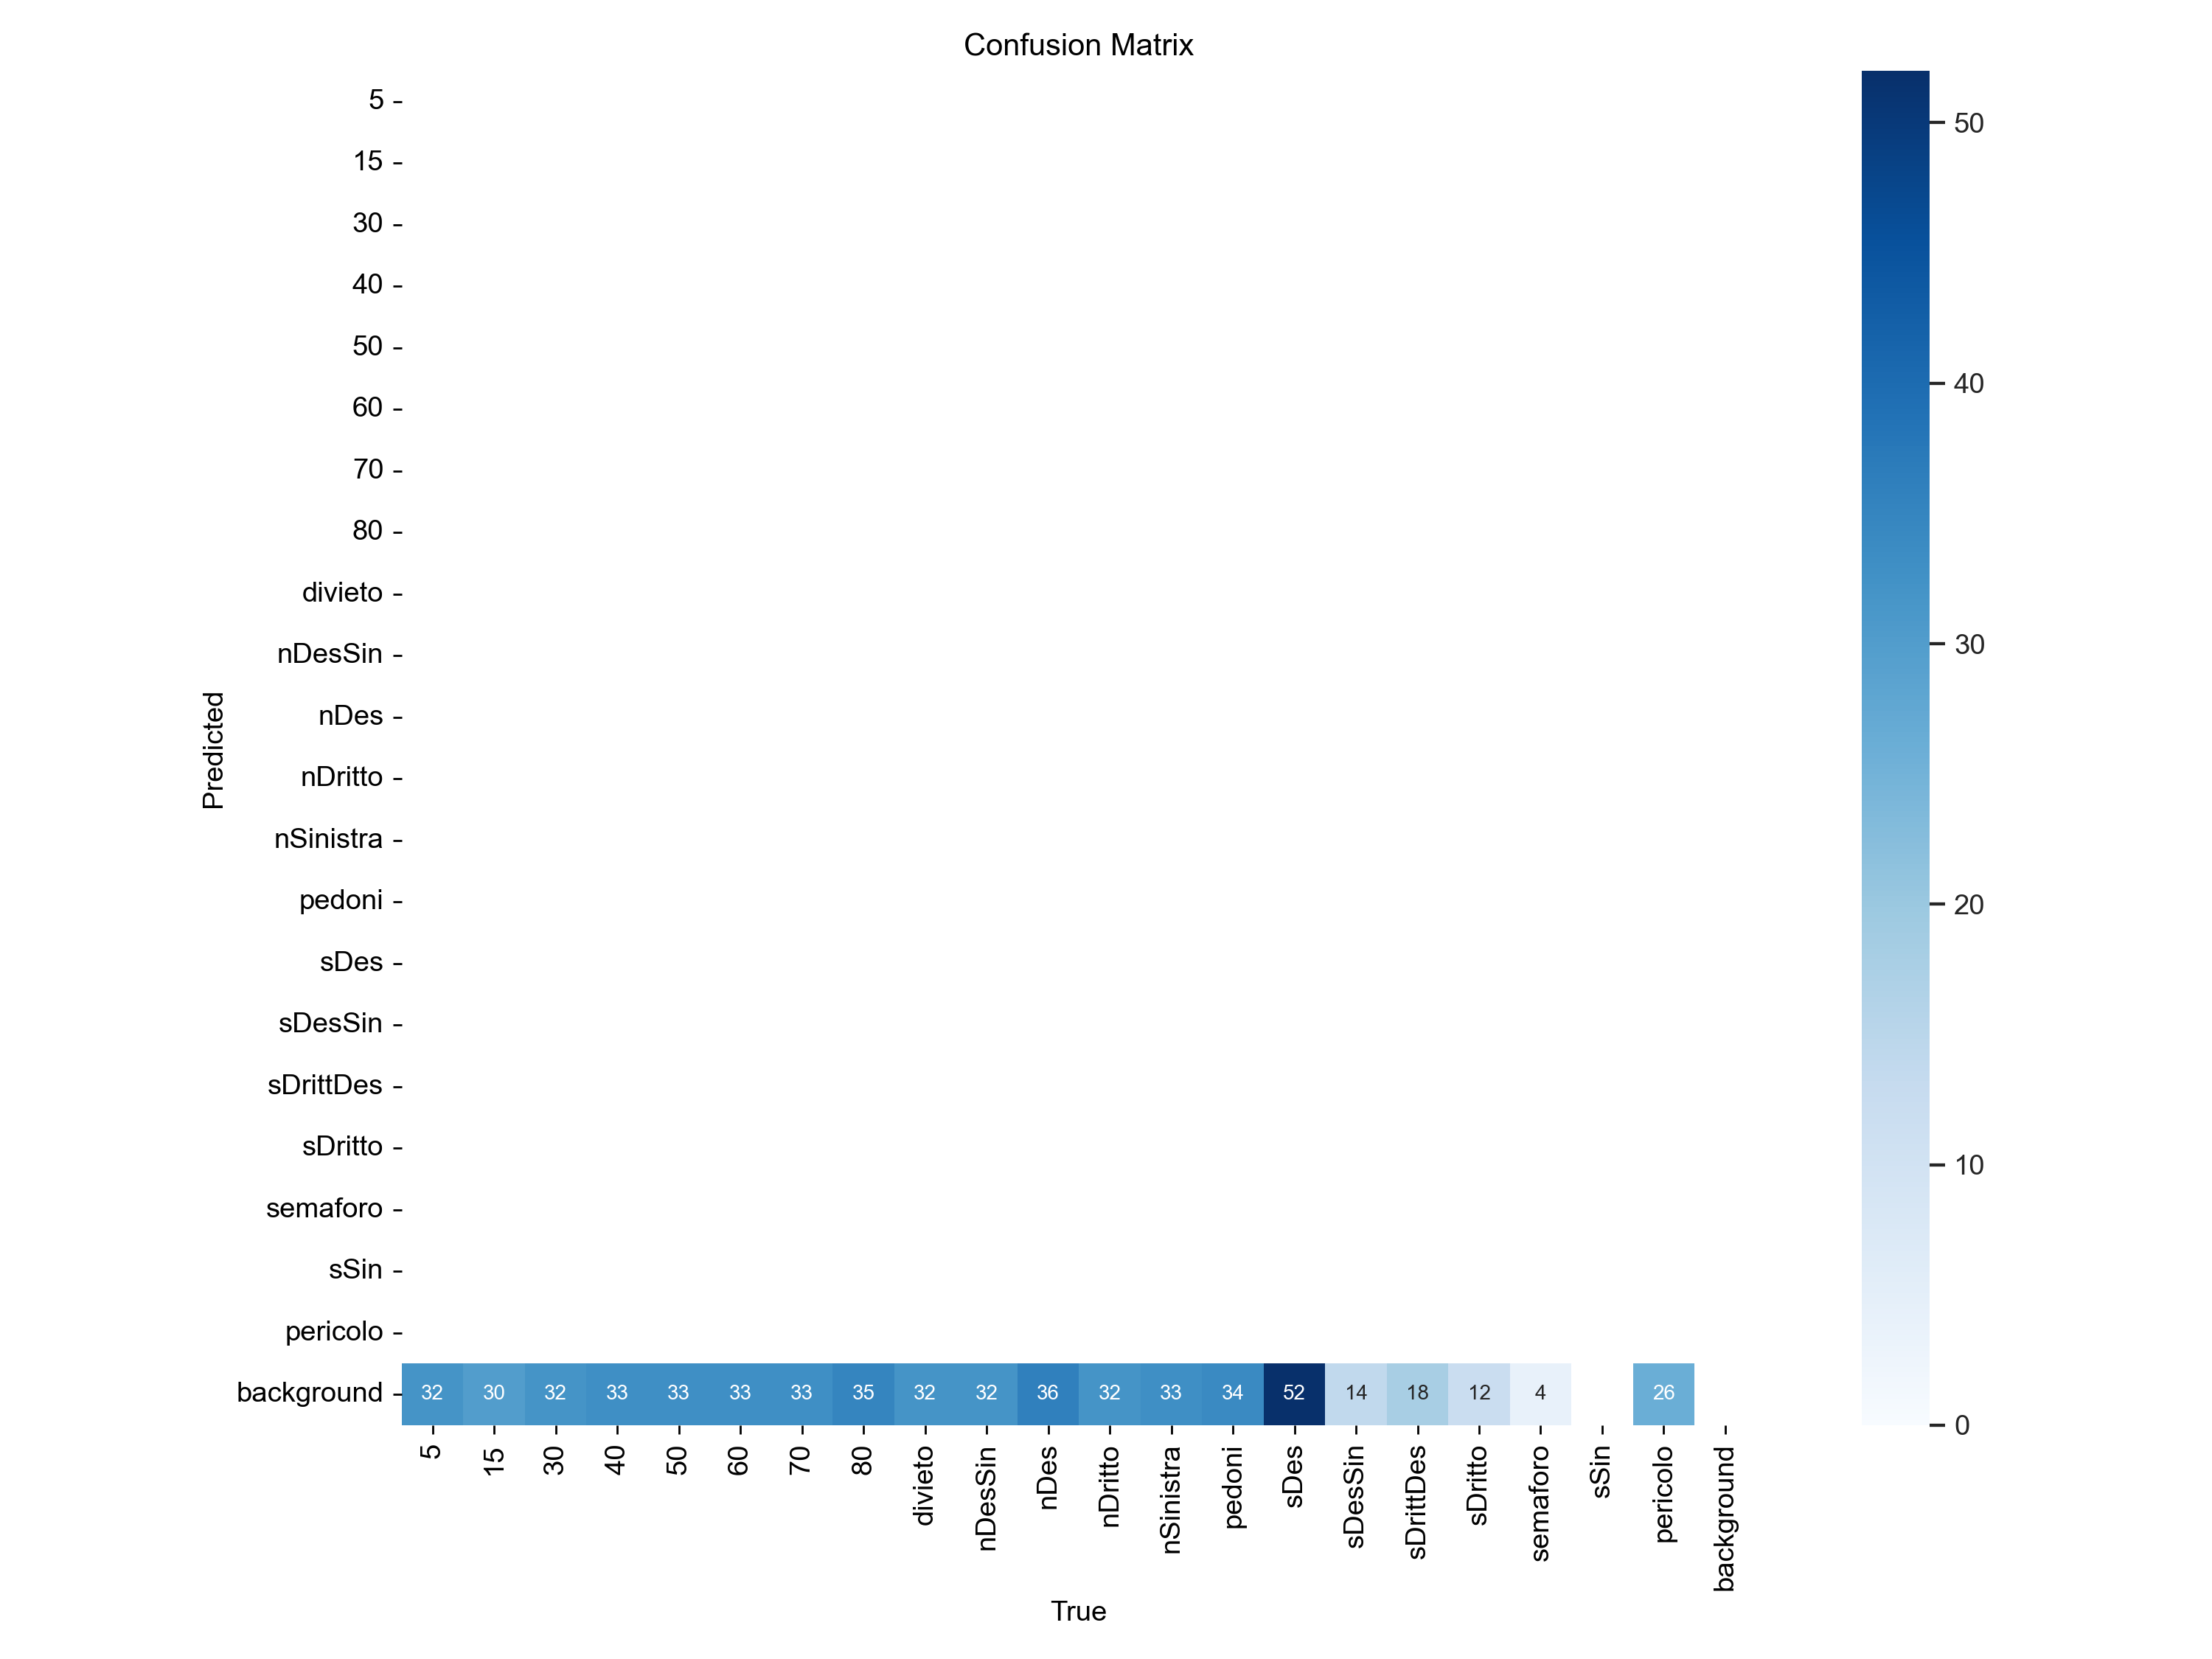 Confusion Matrix
5
15
30
40
50
60
70
80
divieto
nDesSin
nDes
nDritto
nSinistra
pedoni
sDes
sDesSin
sDrittDes
sDritto
semaforo
sSin
pericolo
background
Predicted
32 30 32 33 33 33 33 35 32 32 36 32 33 34 52 14 18 12 4 26
5 15 30 40 50 60 70 80 divieto nDesSin nDes nDritto nSinistra pedoni sDes sDesSin sDrittDes sDritto semaforo sSin pericolo background
True
50
40
30
20
10
0